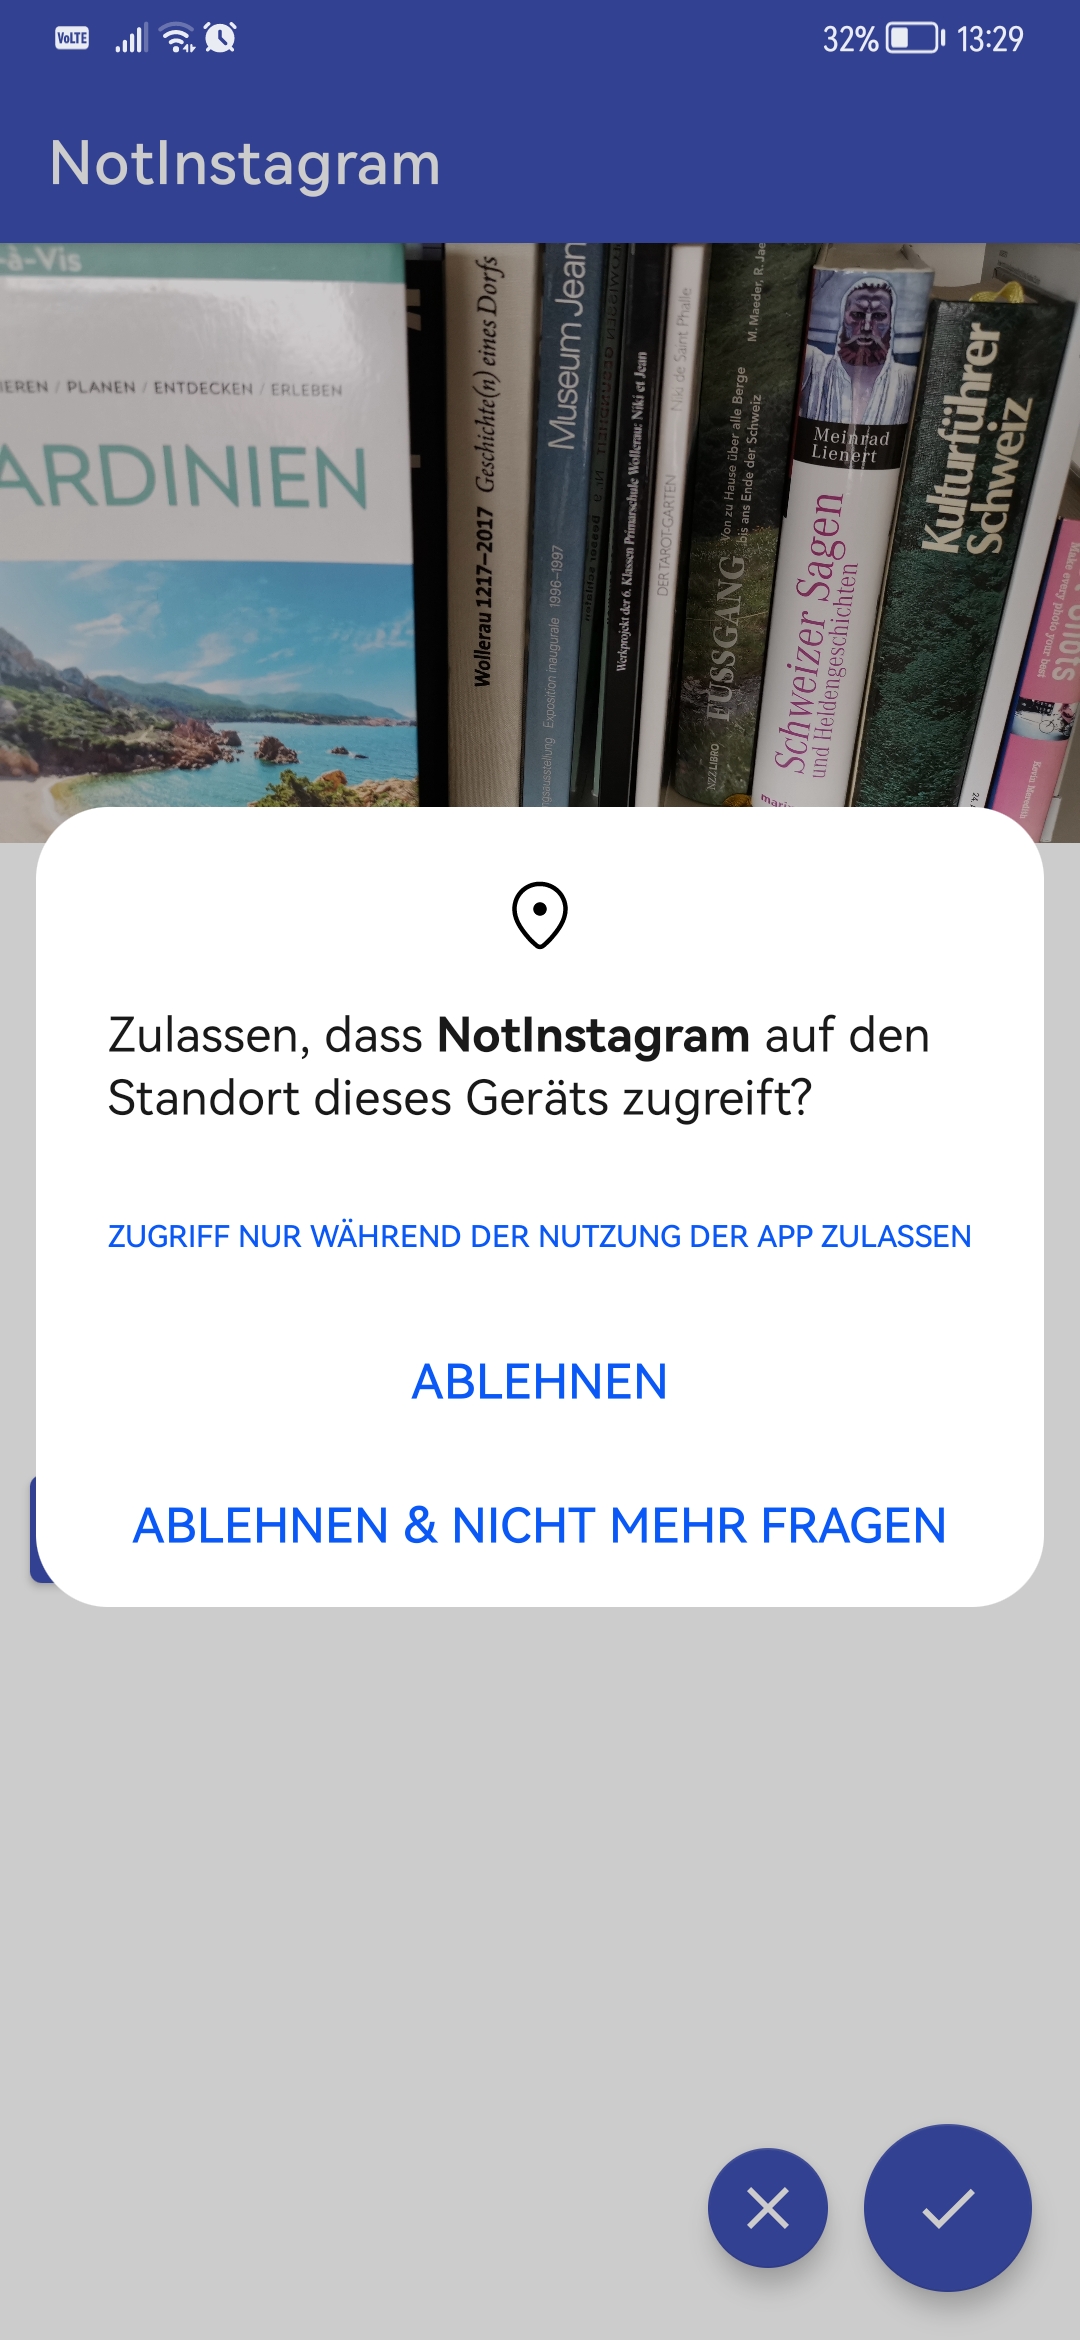 VoLTE
32% 13:29
NotInstagram
-à-Vis
IEREN / PLANEN / ENTDECKEN / ERLEBEN
ARDINIEN
Wollerau 1217–2017 Geschichte(n) eines Dorfs
Museum Jean
Exposition inaugurale 1996–1997
Werkprojekt der 6. Klassen Primarschule Wollerau: Niki et Jean
DER TAROT-GARTEN Niki de Saint Phalle
NZZ LIBRO
FUSSGANG
Von zu Hause über alle Berge
bis ans Ende der Schweiz
M. Maeder, R. Jae
Meinrad
Lienert
Schweizer Sagen
und Heldengeschichten
Kulturführer
Schweiz
Make every photo your best
Kevin Meredith
Zulassen, dass NotInstagram auf den
Standort dieses Geräts zugreift?
ZUGRIFF NUR WÄHREND DER NUTZUNG DER APP ZULASSEN
ABLEHNEN
ABLEHNEN & NICHT MEHR FRAGEN